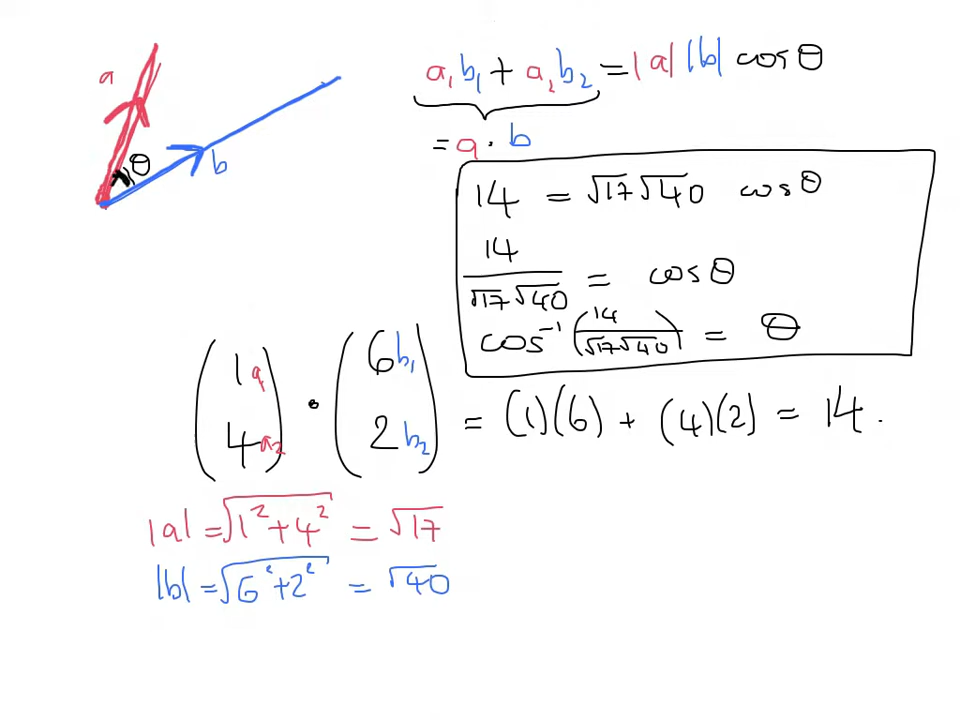 a
θ
b
a₁b₁ + a₂b₂ = |a| |b| cos θ
= a · b
14 = √17 √40 cos θ
14/(√17 √40) = cos θ
cos⁻¹ (14/(√17 √40)) = θ
(1 a₁ 4 a₂) · (6 b₁ 2 b₂) = (1)(6) + (4)(2) = 14.
|a| = √(1² + 4²) = √17
|b| = √(6² + 2²) = √40